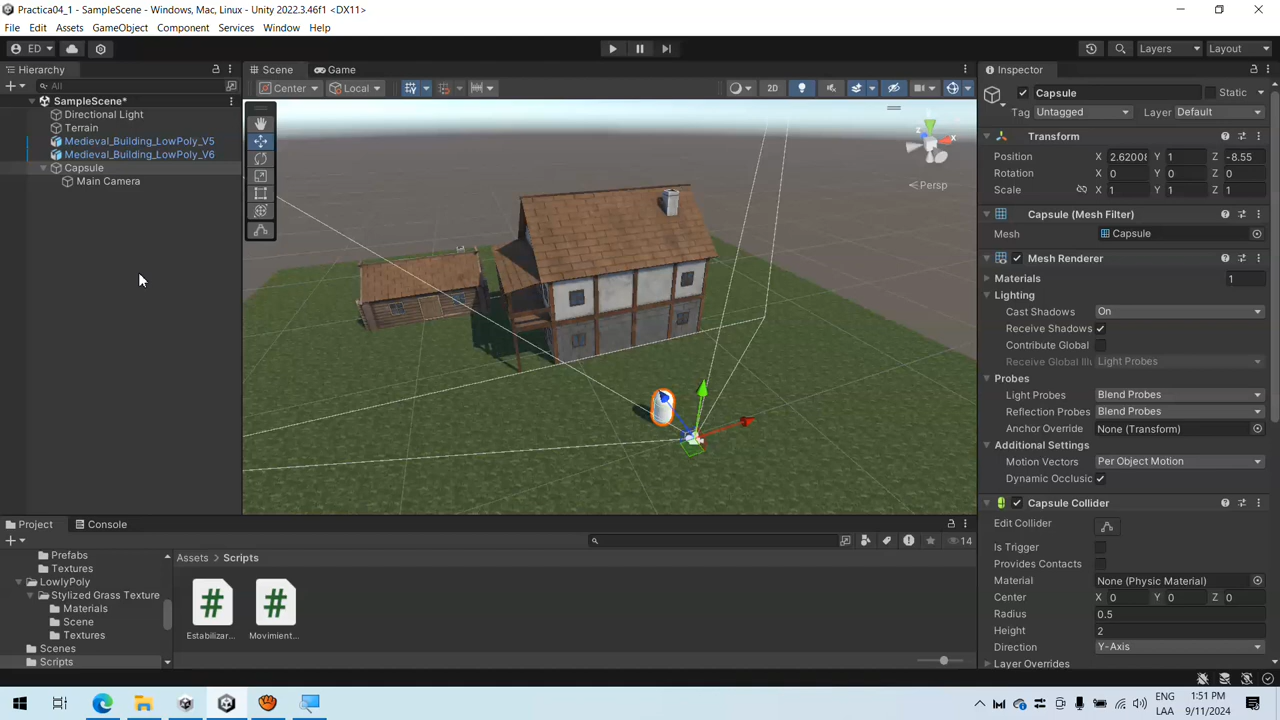 Practica04_1 - SampleScene - Windows, Mac, Linux - Unity 2022.3.46f1 <DX11>
File Edit Assets GameObject Component Services Window Help
ED Layers Layout
Hierarchy Scene Game Inspector
All Center Local 2D Capsule Static
SampleScene*
Directional Light
Terrain
Medieval_Building_LowPoly_V5
Medieval_Building_LowPoly_V6
Capsule
Main Camera
y
x
Persp
Tag Untagged Layer Default
Transform
Position X 2.62008 Y 1 Z -8.55
Rotation X 0 Y 0 Z 0
Scale X 1 Y 1 Z 1
Capsule (Mesh Filter)
Mesh Capsule
Mesh Renderer
Materials 1
Lighting
Cast Shadows On
Receive Shadows
Contribute Global
Receive Global Illu Light Probes
Probes
Light Probes Blend Probes
Reflection Probes Blend Probes
Anchor Override None (Transform)
Additional Settings
Motion Vectors Per Object Motion
Dynamic Occlusic
Capsule Collider
Edit Collider
Is Trigger
Provides Contacts
Material None (Physic Material)
Center X 0 Y 0 Z 0
Radius 0.5
Height 2
Direction Y-Axis
Layer Overrides
Project Console
14
Prefabs
Textures
LowlyPoly
Stylized Grass Texture
Materials
Scene
Textures
Scenes
Scripts
Assets > Scripts
Estabilizar... Movimient...
ENG
LAA
1:51 PM
9/11/2024